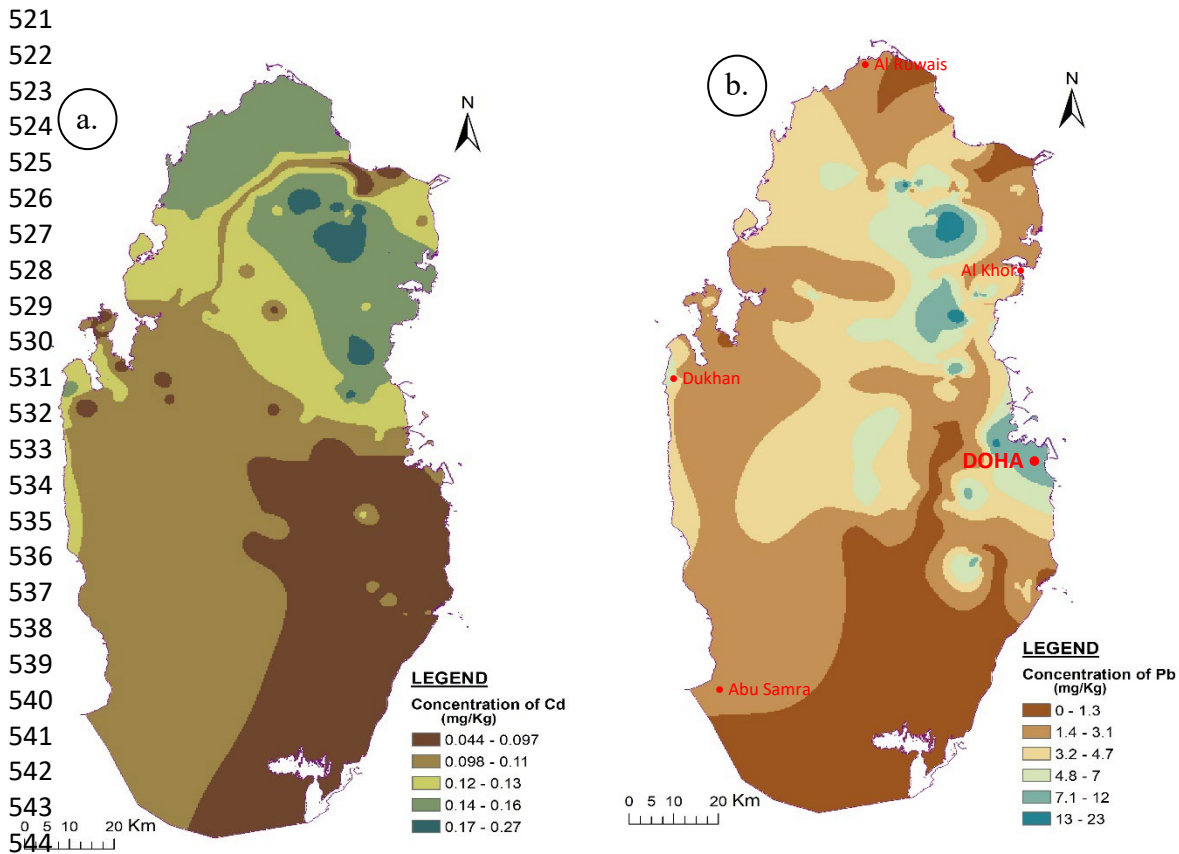 521
522
523
524
525
526
527
528
529
530
531
532
533
534
535
536
537
538
539
540
541
542
543
544
a.
N
LEGEND
Concentration of Cd
(mg/Kg)
0.044 - 0.097
0.098 - 0.11
0.12 - 0.13
0.14 - 0.16
0.17 - 0.27
0 5 10 20 Km
b.
N
Al Ruwais
Al Khor
Dukhan
DOHA
Abu Samra
LEGEND
Concentration of Pb
(mg/Kg)
0 - 1.3
1.4 - 3.1
3.2 - 4.7
4.8 - 7
7.1 - 12
13 - 23
0 5 10 20 Km